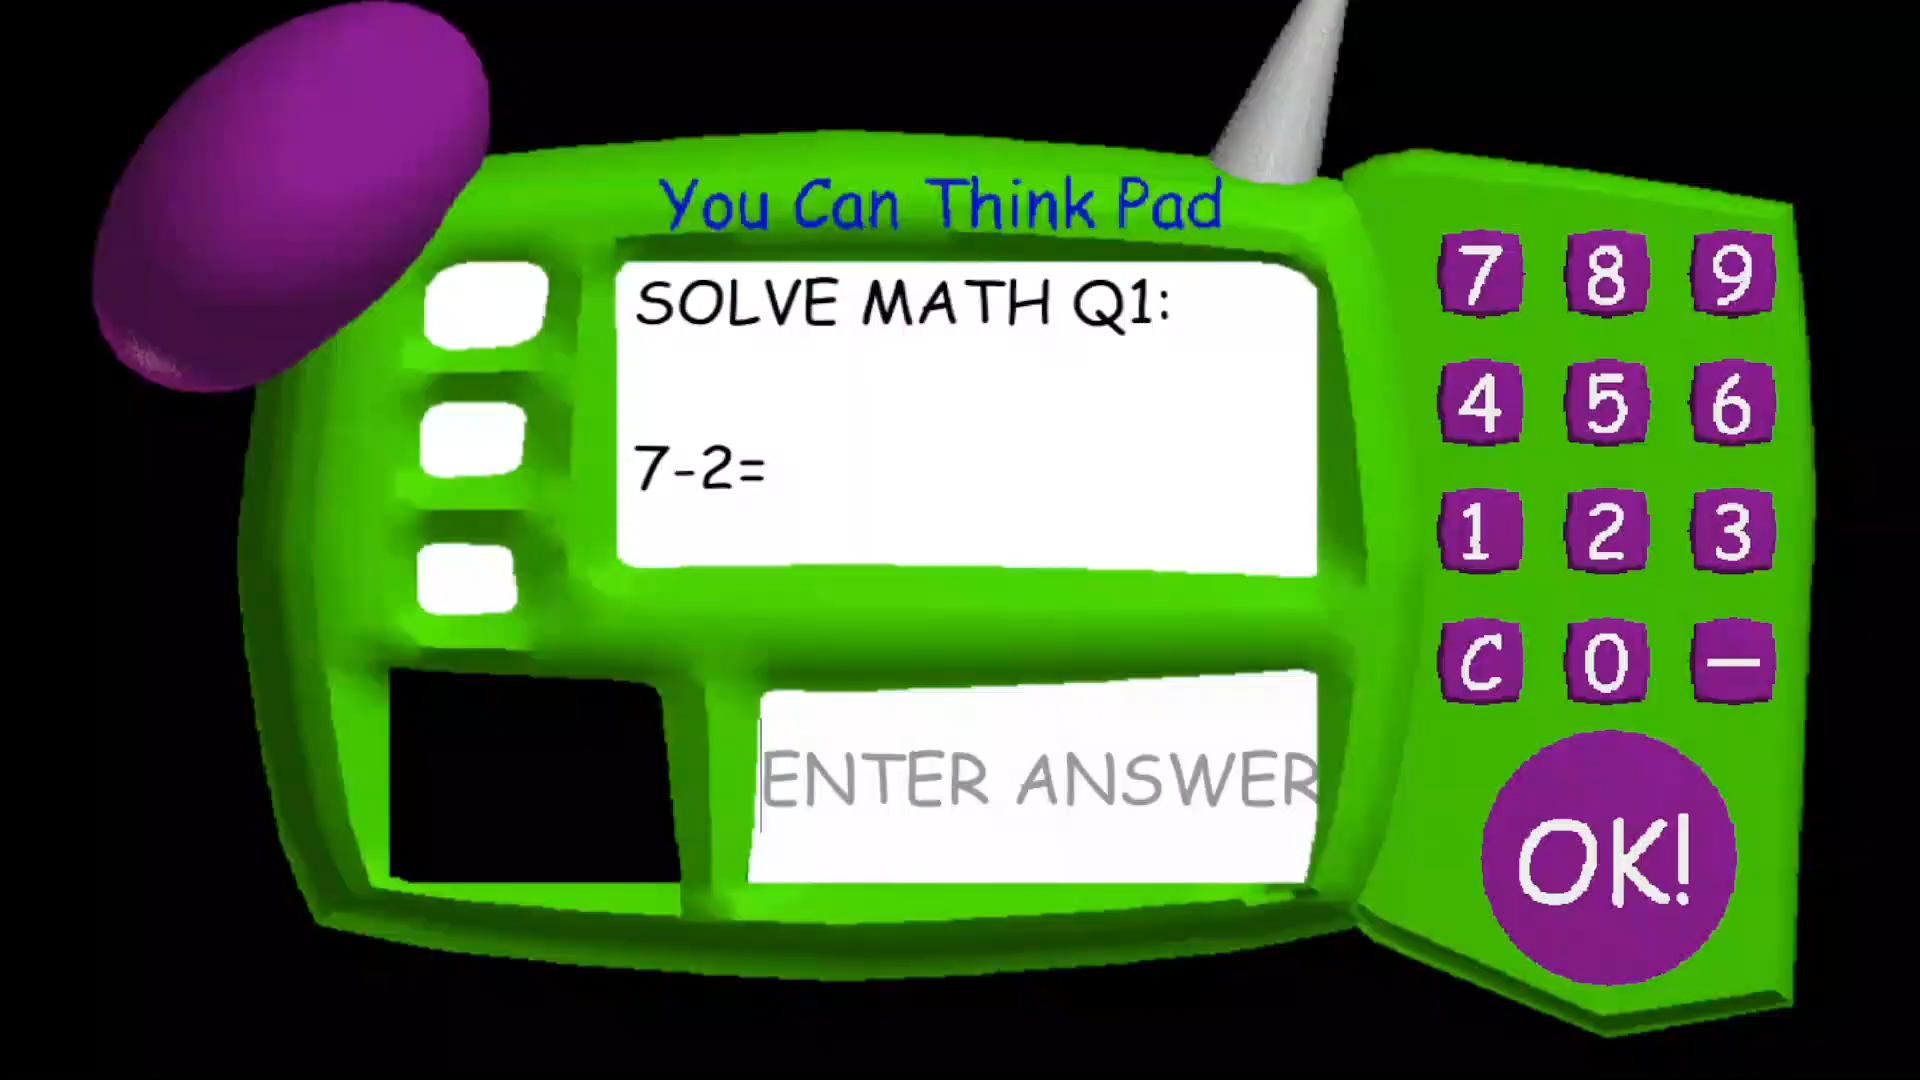 You Can Think Pad
SOLVE MATH Q1:
7-2=
ENTER ANSWER
7 8 9
4 5 6
1 2 3
C 0 —
OK!